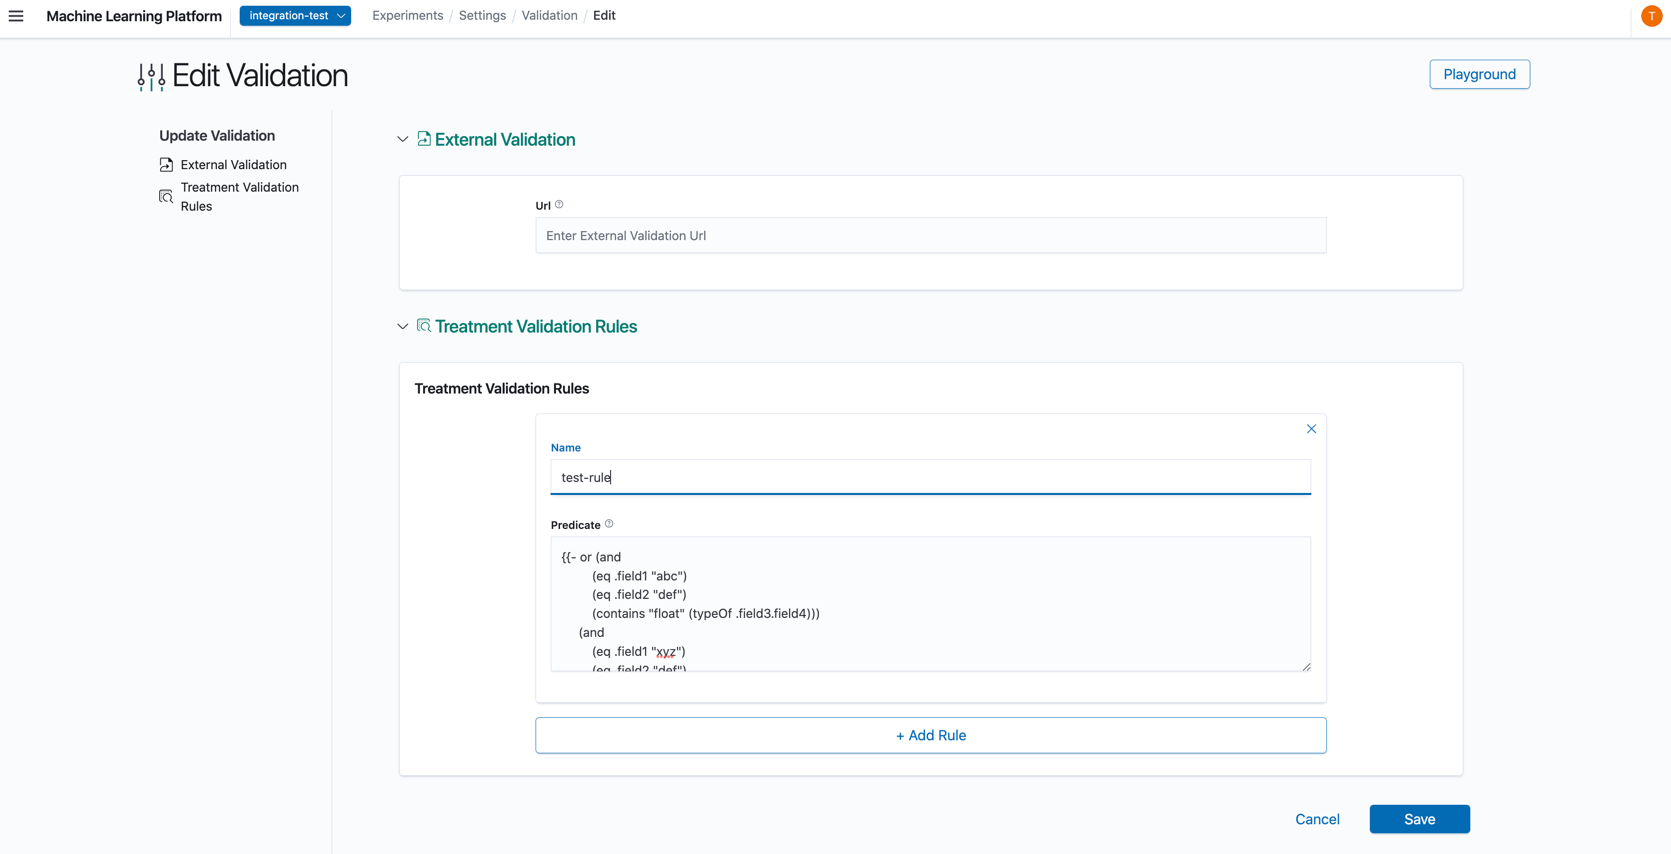 Machine Learning Platform
integration-test
Experiments / Settings / Validation / Edit
T
Edit Validation
Playground
Update Validation
External Validation
Treatment Validation
Rules
External Validation
Url
Enter External Validation Url
Treatment Validation Rules
Treatment Validation Rules
Name
test-rule
Predicate
{{- or (and
(eq .field1 "abc")
(eq .field2 "def")
(contains "float" (typeOf .field3.field4)))
(and
(eq .field1 "xyz")
(eq .field2 "def")
+ Add Rule
Cancel
Save